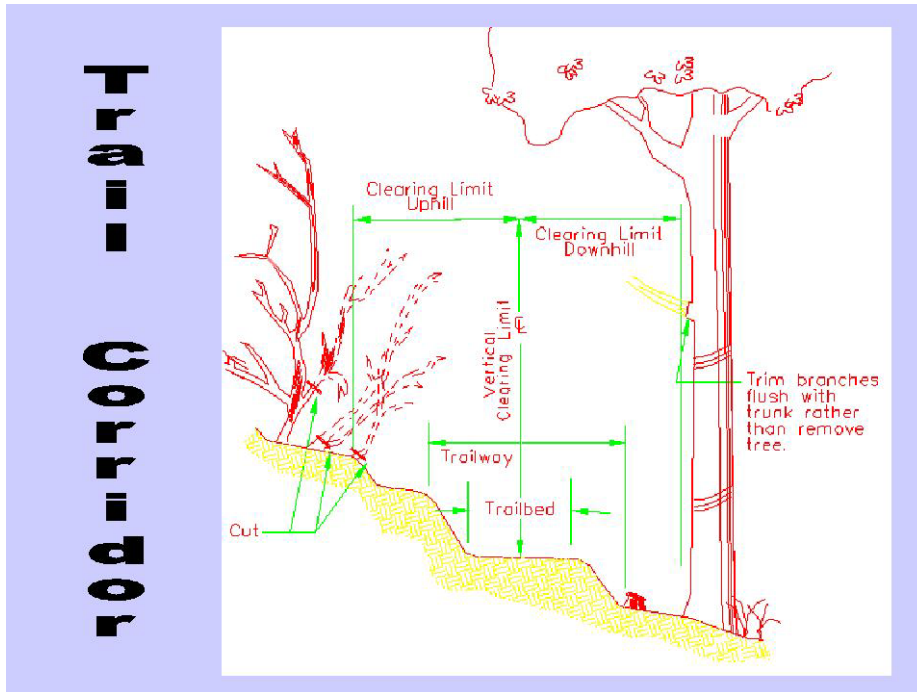 Trail Corridor
Clearing Limit
Uphill
Clearing Limit
Downhill
Vertical
Clearing Limit
CL
Trim branches
flush with
trunk rather
than remove
tree.
Trailway
Trailbed
Cut